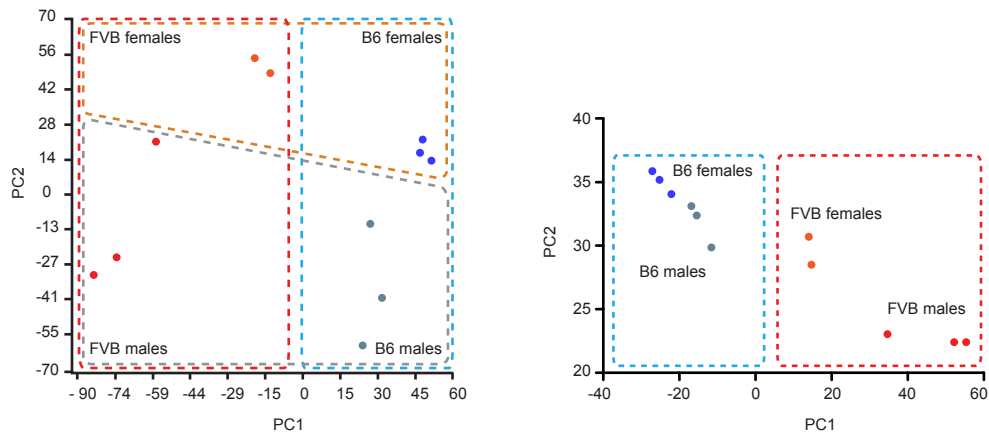 70
56
42
28
14
0
-13
-27
-41
-55
-70
PC2
FVB females
B6 females
FVB males
B6 males
- 90 -74 -59 -44 -29 -15 0 15 30 45 60
PC1
40
35
30
25
20
PC2
B6 females
FVB females
B6 males
FVB males
-40 -20 0 20 40 60
PC1